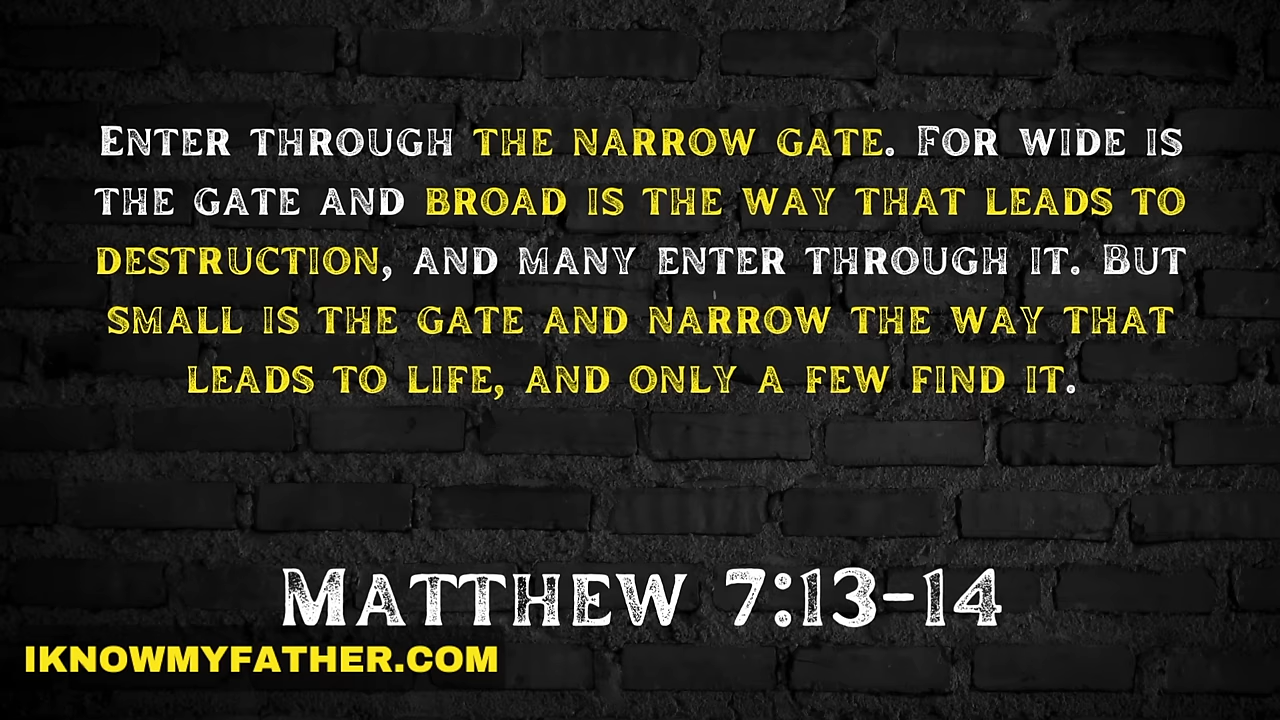 Enter through the narrow gate. For wide is
the gate and broad is the way that leads to
destruction, and many enter through it. But
small is the gate and narrow the way that
leads to life, and only a few find it.
Matthew 7:13-14
IKNOWMYFATHER.COM